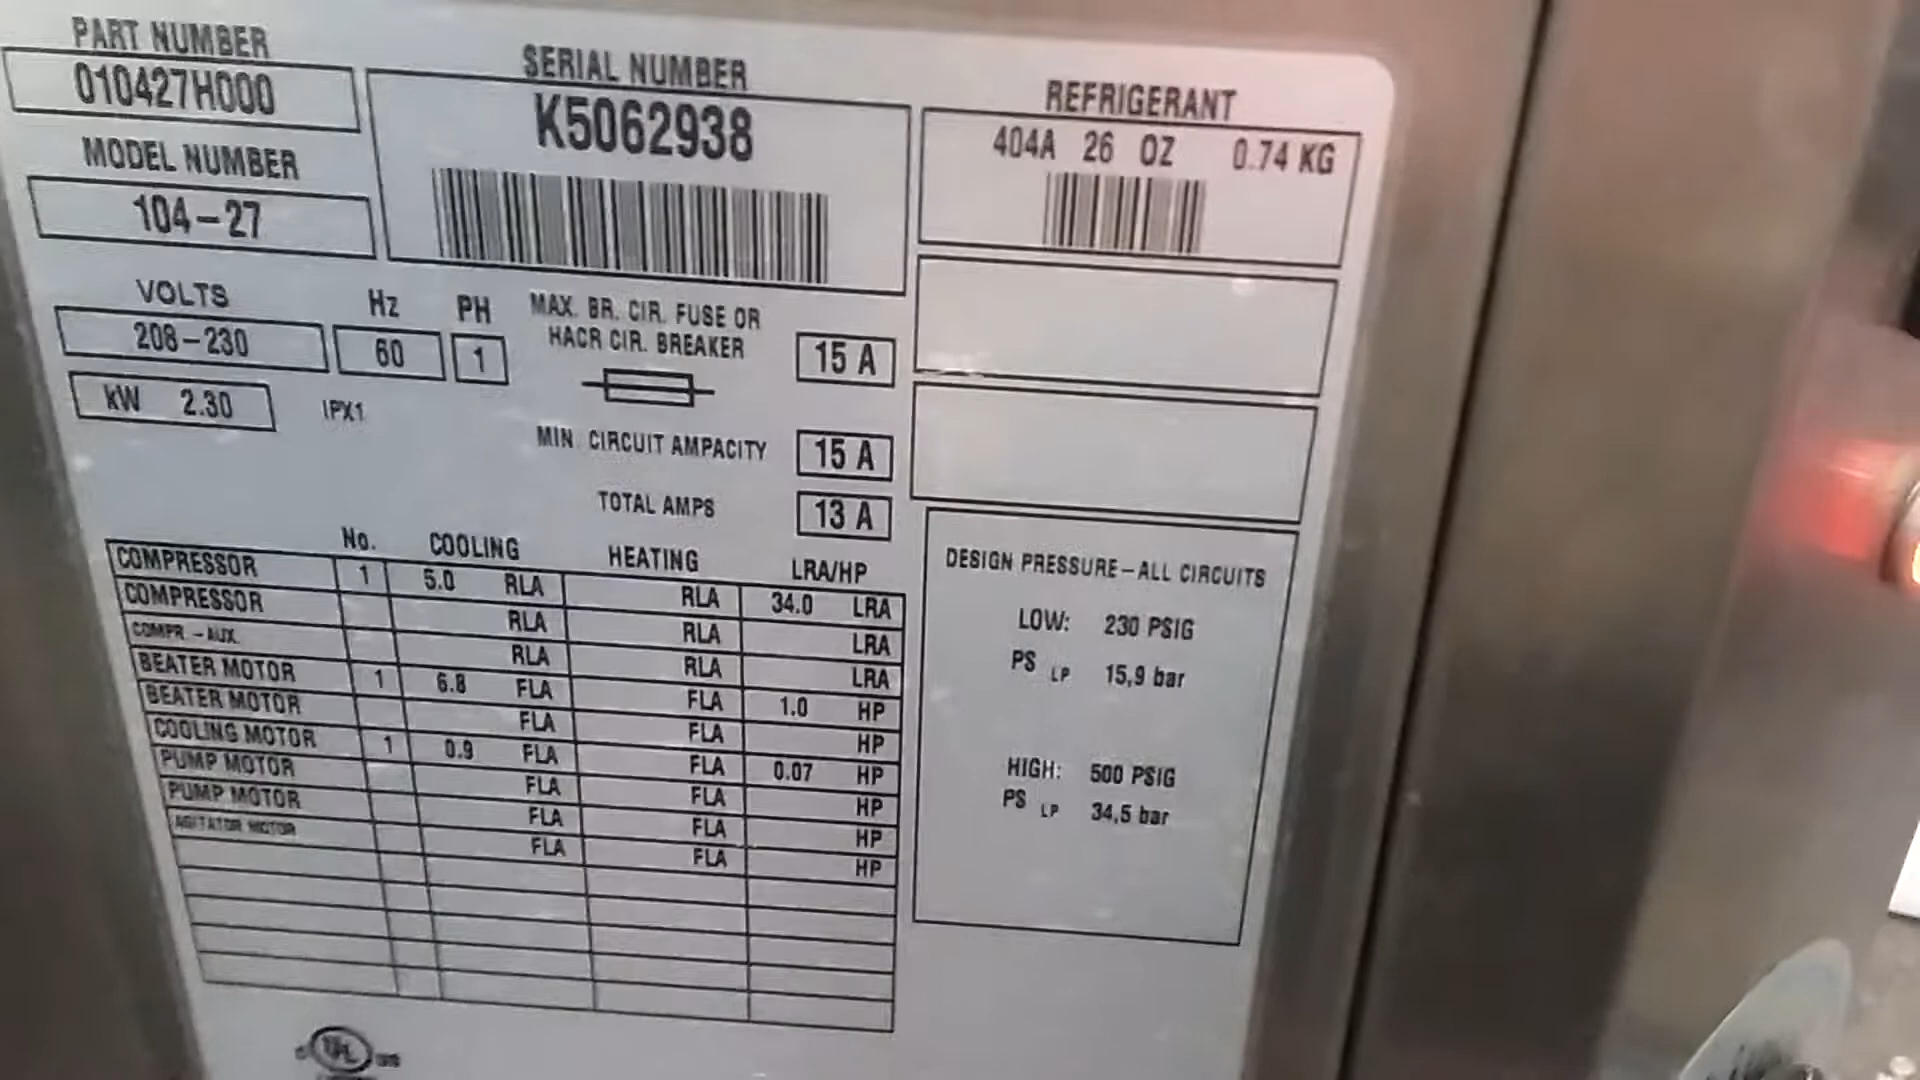 PART NUMBER
010427H000
SERIAL NUMBER
K5062938
REFRIGERANT
404A 26 OZ 0.74 KG
MODEL NUMBER
104-27
VOLTS Hz PH
208-230 60 1
MAX. BR. CIR. FUSE OR
HACR CIR. BREAKER 15 A
kW 2.30 IPX1
MIN. CIRCUIT AMPACITY 15 A
TOTAL AMPS 13 A
No. COOLING HEATING LRA/HP
COMPRESSOR 1 5.0 RLA RLA 34.0 LRA
COMPRESSOR RLA RLA LRA
COMPR.-AUX. RLA RLA LRA
BEATER MOTOR 1 6.8 FLA FLA 1.0 HP
BEATER MOTOR FLA FLA HP
COOLING MOTOR 1 0.9 FLA FLA 0.07 HP
PUMP MOTOR FLA FLA HP
PUMP MOTOR FLA FLA HP
AGITATOR MOTOR FLA FLA HP
DESIGN PRESSURE-ALL CIRCUITS
LOW: 230 PSIG
PS LP 15,9 bar
HIGH: 500 PSIG
PS LP 34,5 bar
UL